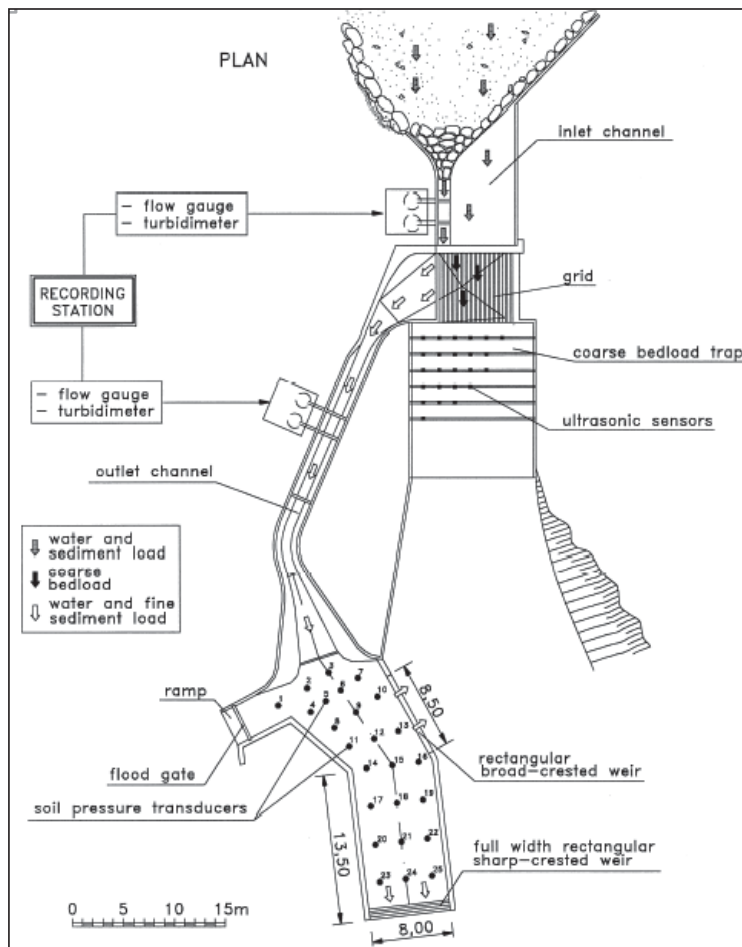 PLAN
inlet channel
– flow gauge
– turbidimeter
RECORDING
STATION
grid
coarse bedload trap
– flow gauge
– turbidimeter
ultrasonic sensors
outlet channel
water and
sediment load
coarse
bedload
water and fine
sediment load
ramp
flood gate
soil pressure transducers
1
2
3
4
5
6
7
8
9
10
11
12
13
14
15
16
17
18
19
20
21
22
23
24
25
8,50
rectangular
broad-crested weir
full width rectangular
sharp-crested weir
13,50
8,00
0 5 10 15m